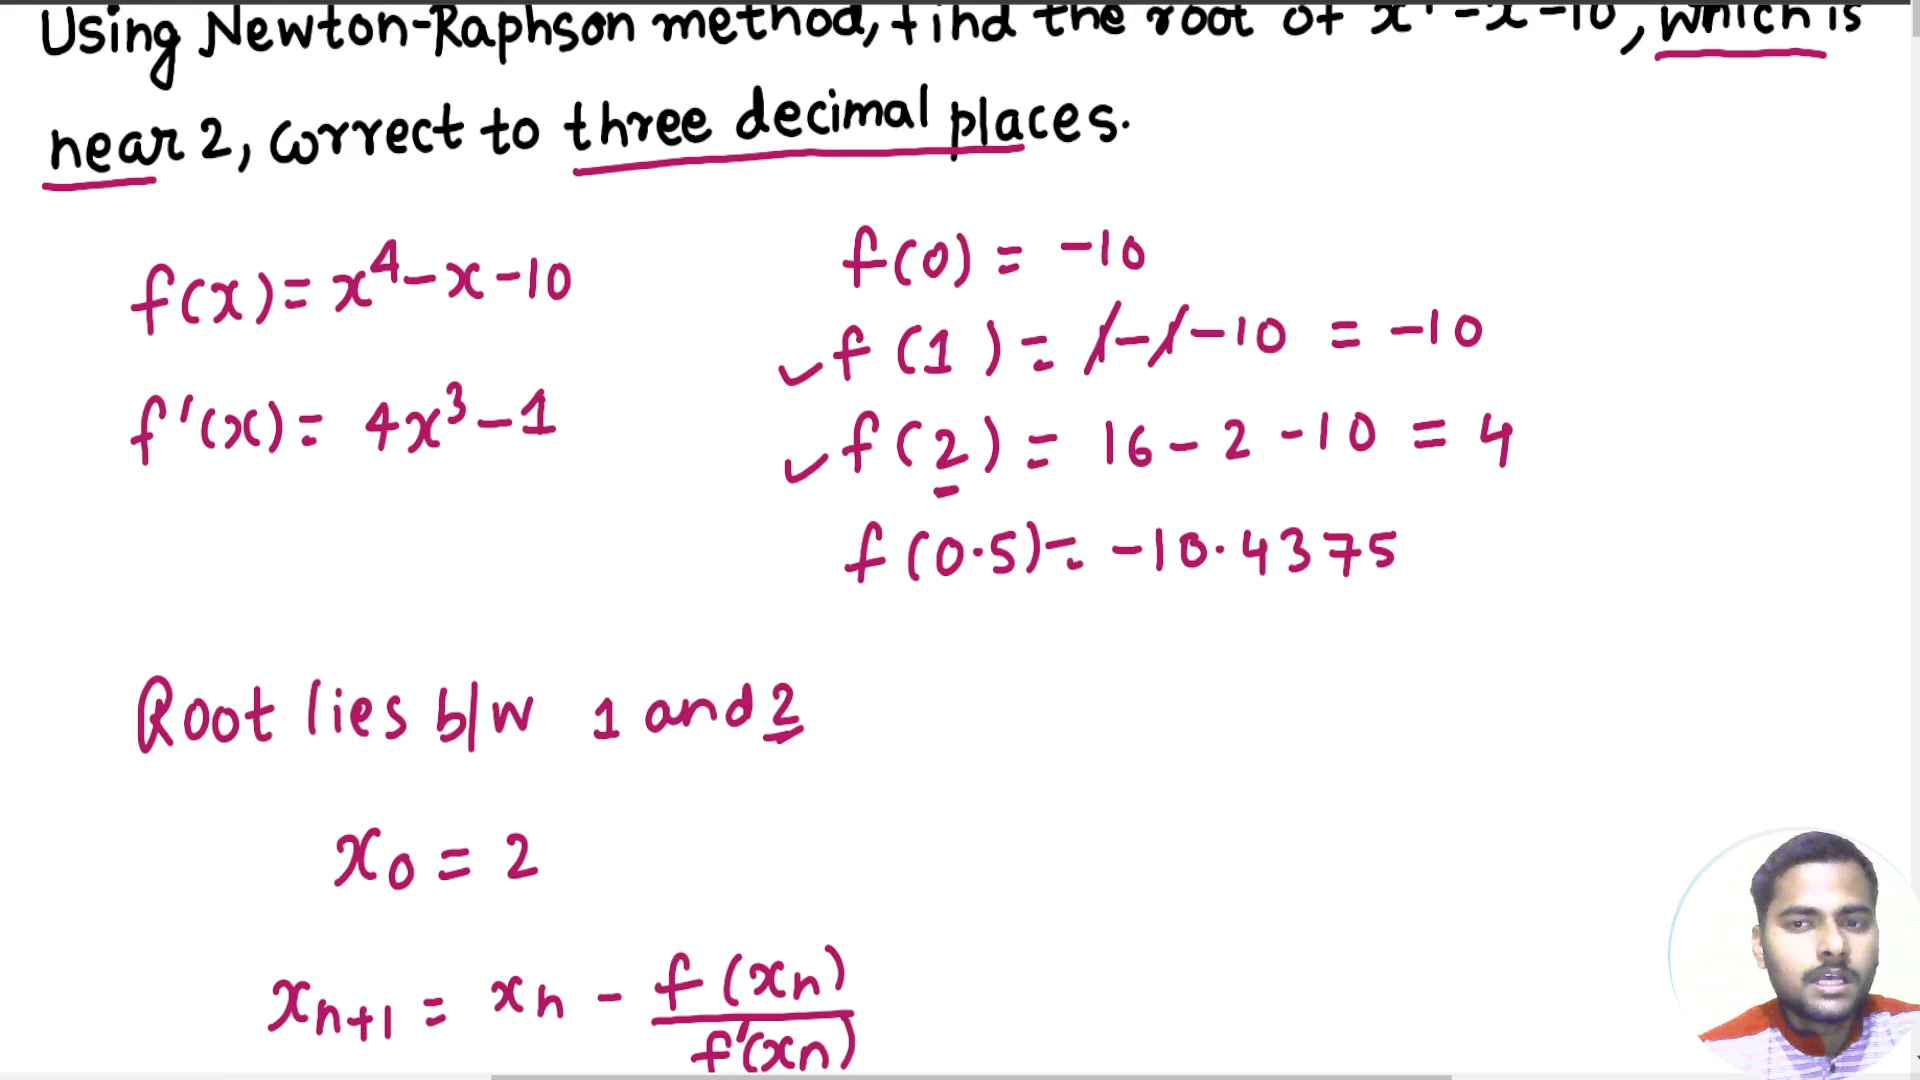 Using Newton-Raphson method, find the root of x⁴-x-10, which is
near 2, correct to three decimal places.
f(x) = x⁴-x-10
f'(x) = 4x³-1
f(0) = -10
✓f(1) = 1-1-10 = -10
✓f(2) = 16-2-10 = 4
f(0.5) = -10.4375
Root lies b/w 1 and 2
x₀ = 2
xₙ₊₁ = xₙ - f(xₙ)
f'(xₙ)